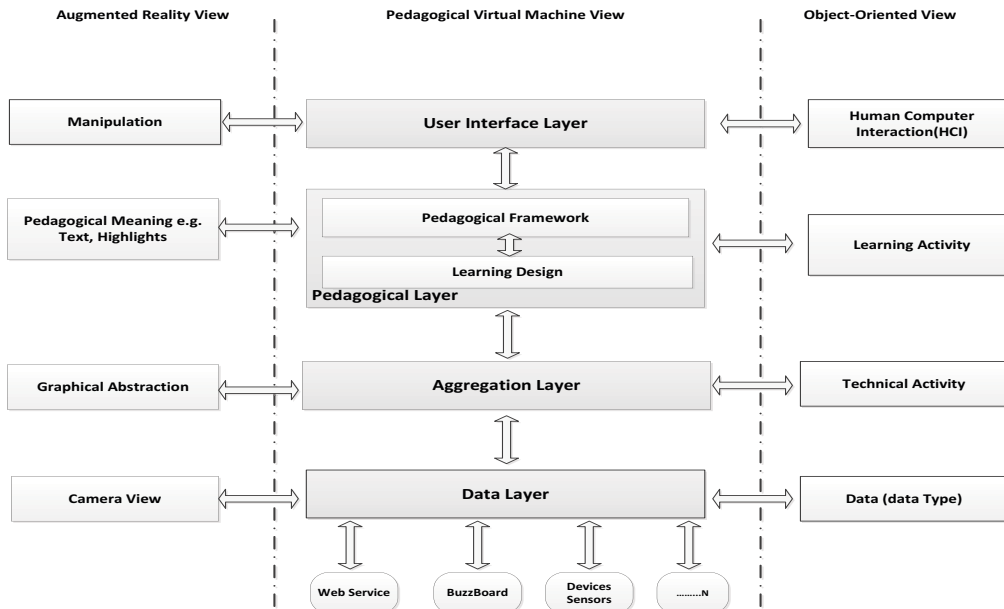 Augmented Reality View
Pedagogical Virtual Machine View
Object-Oriented View
Manipulation
User Interface Layer
Human Computer
Interaction(HCI)
Pedagogical Meaning e.g.
Text, Highlights
Pedagogical Framework
Learning Design
Pedagogical Layer
Learning Activity
Graphical Abstraction
Aggregation Layer
Technical Activity
Camera View
Data Layer
Data (data Type)
Web Service
BuzzBoard
Devices
Sensors
.........N